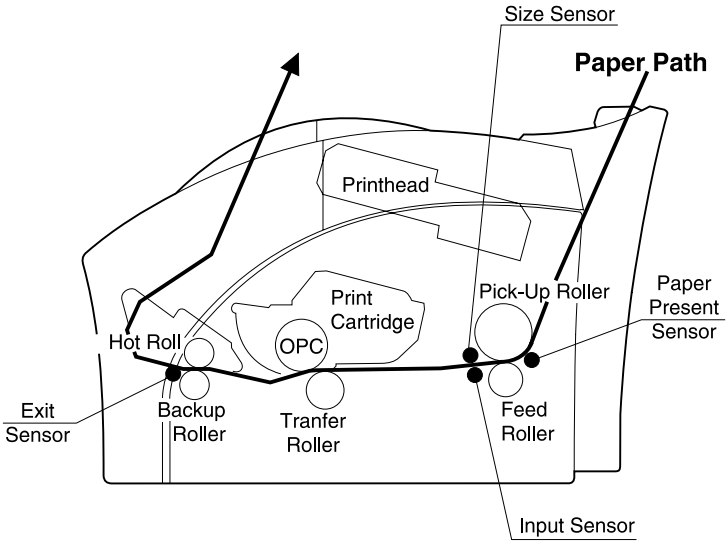 Size Sensor
Paper Path
Printhead
Pick-Up Roller
Paper
Present
Sensor
Print
Cartridge
Hot Roll
OPC
Exit
Sensor
Backup
Roller
Tranfer
Roller
Feed
Roller
Input Sensor